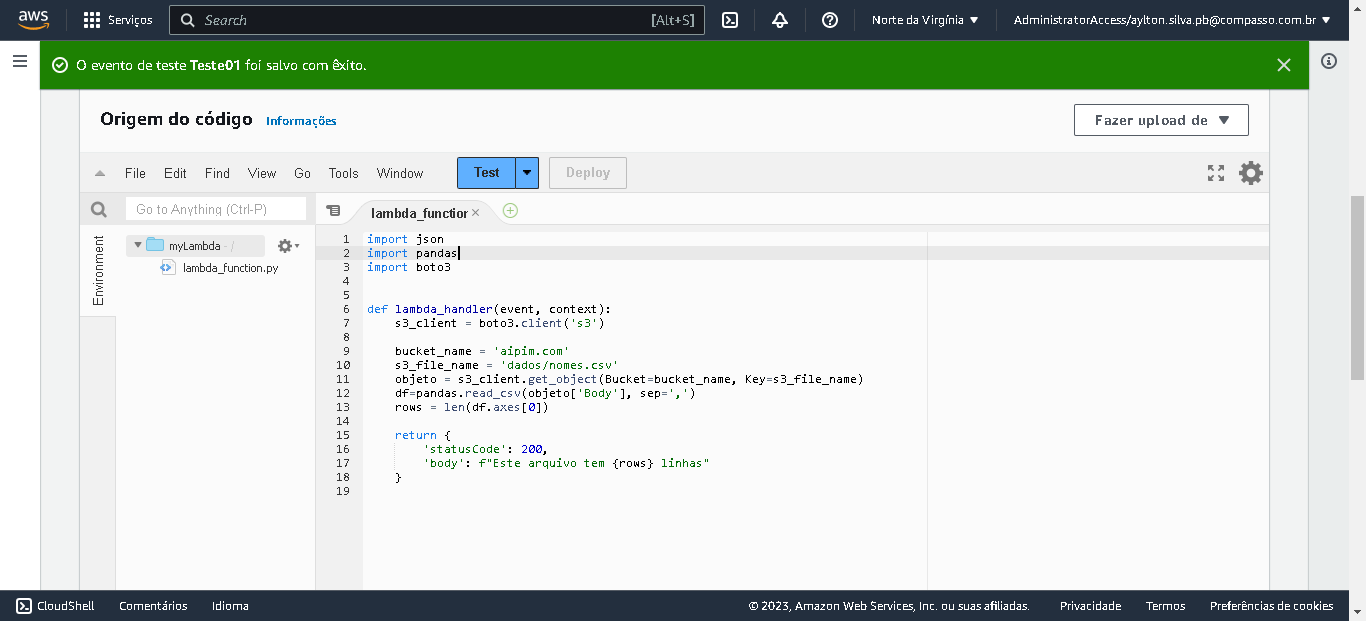 aws Serviços Search [Alt+S] Norte da Virgínia AdministratorAccess/aylton.silva.pb@compasso.com.br
O evento de teste Teste01 foi salvo com êxito.
Origem do código Informações Fazer upload de
File Edit Find View Go Tools Window Test Deploy
Go to Anything (Ctrl-P) lambda_function
Environment
myLambda - /
lambda_function.py
1 import json
2 import pandas
3 import boto3
4
5
6 def lambda_handler(event, context):
7 s3_client = boto3.client('s3')
8
9 bucket_name = 'aipim.com'
10 s3_file_name = 'dados/nomes.csv'
11 objeto = s3_client.get_object(Bucket=bucket_name, Key=s3_file_name)
12 df=pandas.read_csv(objeto['Body'], sep=',')
13 rows = len(df.axes[0])
14
15 return {
16 'statusCode': 200,
17 'body': f"Este arquivo tem {rows} linhas"
18 }
19
CloudShell Comentários Idioma © 2023, Amazon Web Services, Inc. ou suas afiliadas. Privacidade Termos Preferências de cookies